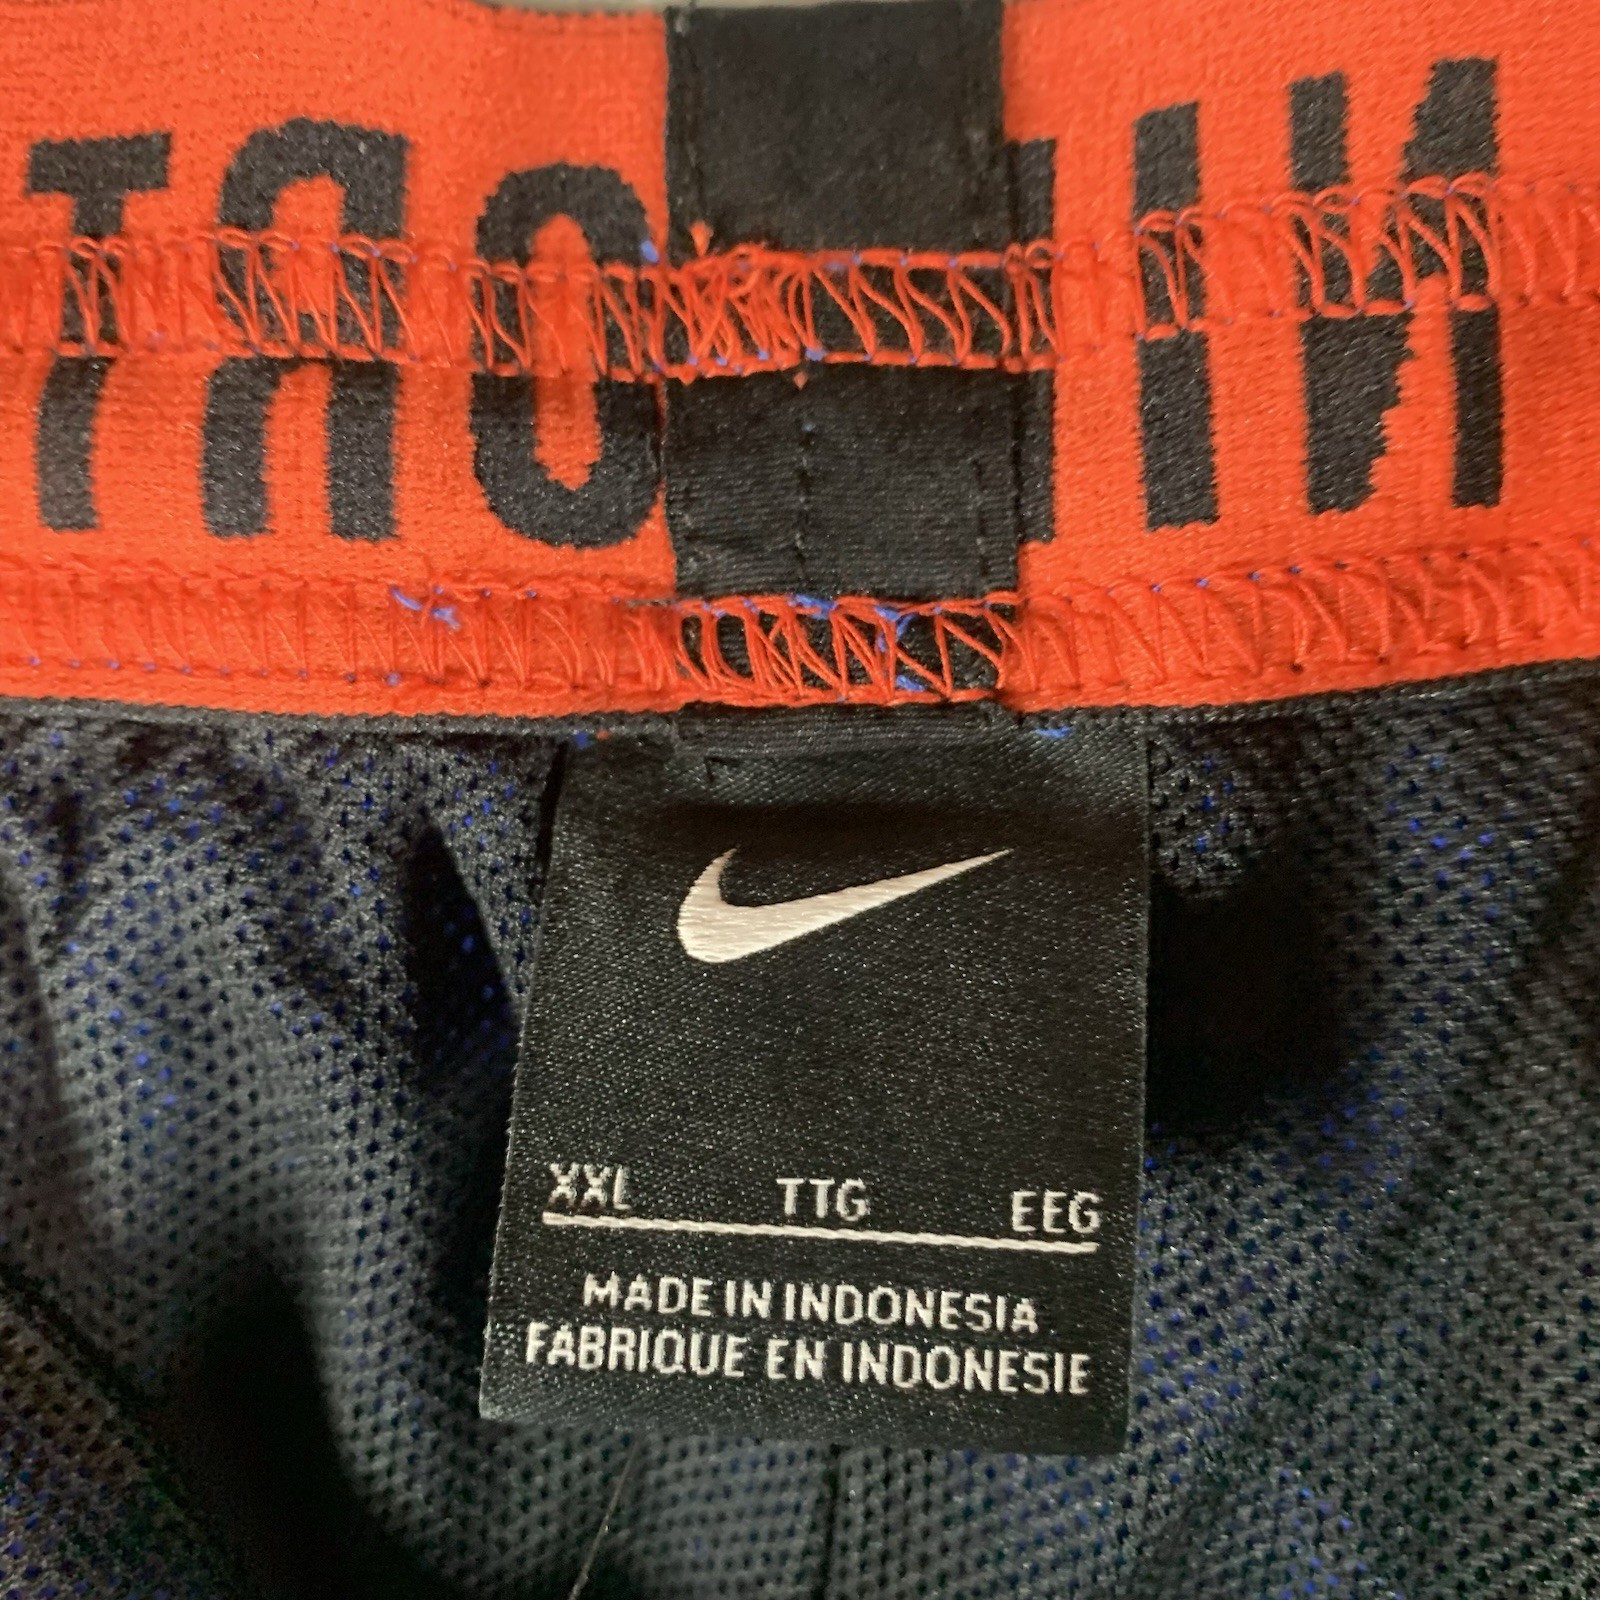 XXL TTG EEG
MADE IN INDONESIA
FABRIQUE EN INDONESIE